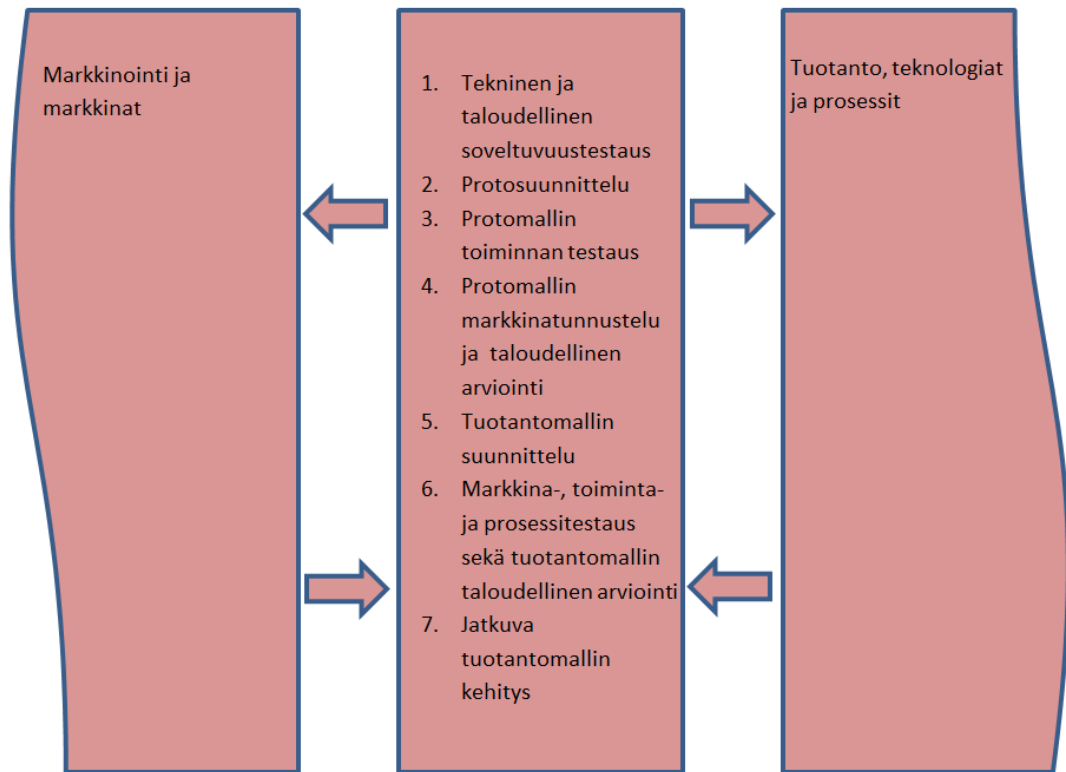 Markkinointi ja
markkinat
1. Tekninen ja
taloudellinen
soveltuvuustestaus
2. Protosuunnittelu
3. Protomallin
toiminnan testaus
4. Protomallin
markkinatunnustelu
ja taloudellinen
arviointi
5. Tuotantomallin
suunnittelu
6. Markkina-, toiminta-
ja prosessitestaus
sekä tuotantomallin
taloudellinen arviointi
7. Jatkuva
tuotantomallin
kehitys
Tuotanto, teknologiat
ja prosessit